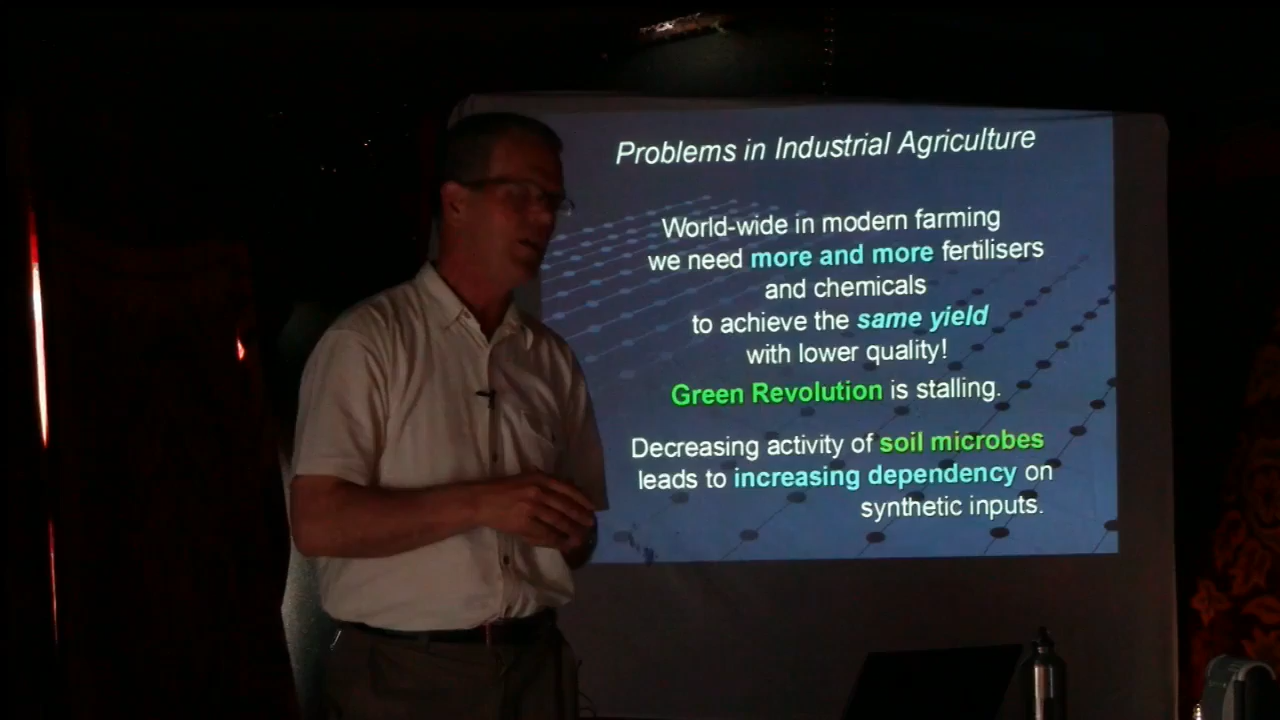 Problems in Industrial Agriculture
World-wide in modern farming
we need more and more fertilisers
and chemicals
to achieve the same yield
with lower quality!
Green Revolution is stalling.
Decreasing activity of soil microbes
leads to increasing dependency on
synthetic inputs.